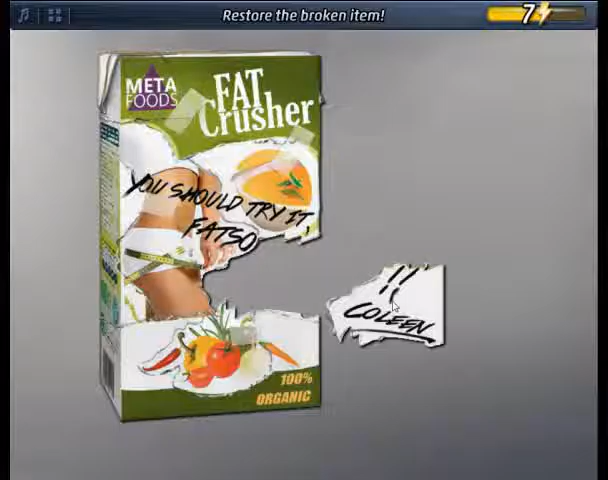 Restore the broken item!
7
META
FOODS
FAT
Crusher
YOU SHOULD TRY IT,
FATSO
!!
COLEEN
100%
ORGANIC